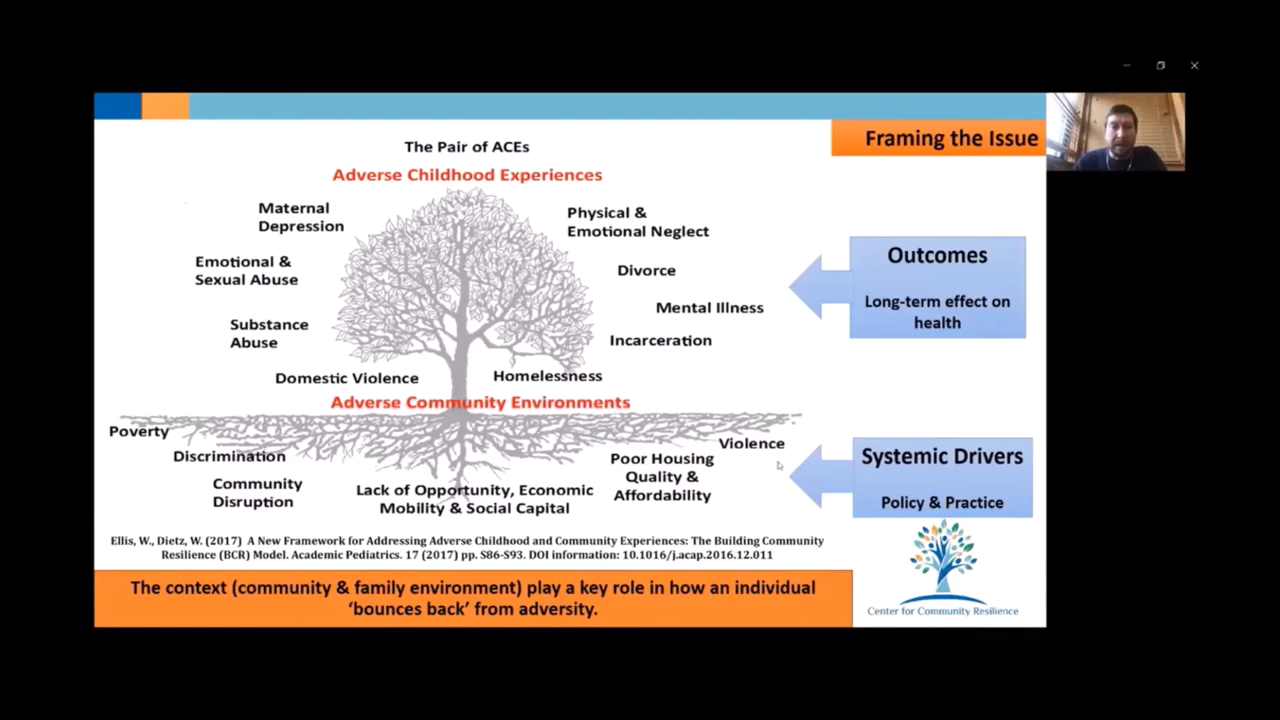 Framing the Issue
The Pair of ACEs
Adverse Childhood Experiences
Maternal
Depression
Physical &
Emotional Neglect
Emotional &
Sexual Abuse
Divorce
Mental Illness
Substance
Abuse
Incarceration
Domestic Violence
Homelessness
Outcomes
Long-term effect on
health
Adverse Community Environments
Poverty
Discrimination
Community
Disruption
Lack of Opportunity, Economic
Mobility & Social Capital
Poor Housing
Quality &
Affordability
Violence
Systemic Drivers
Policy & Practice
Ellis, W., Dietz, W. (2017) A New Framework for Addressing Adverse Childhood and Community Experiences: The Building Community
Resilience (BCR) Model. Academic Pediatrics. 17 (2017) pp. S86-S93. DOI information: 10.1016/j.acap.2016.12.011
The context (community & family environment) play a key role in how an individual
‘bounces back’ from adversity.
Center for Community Resilience